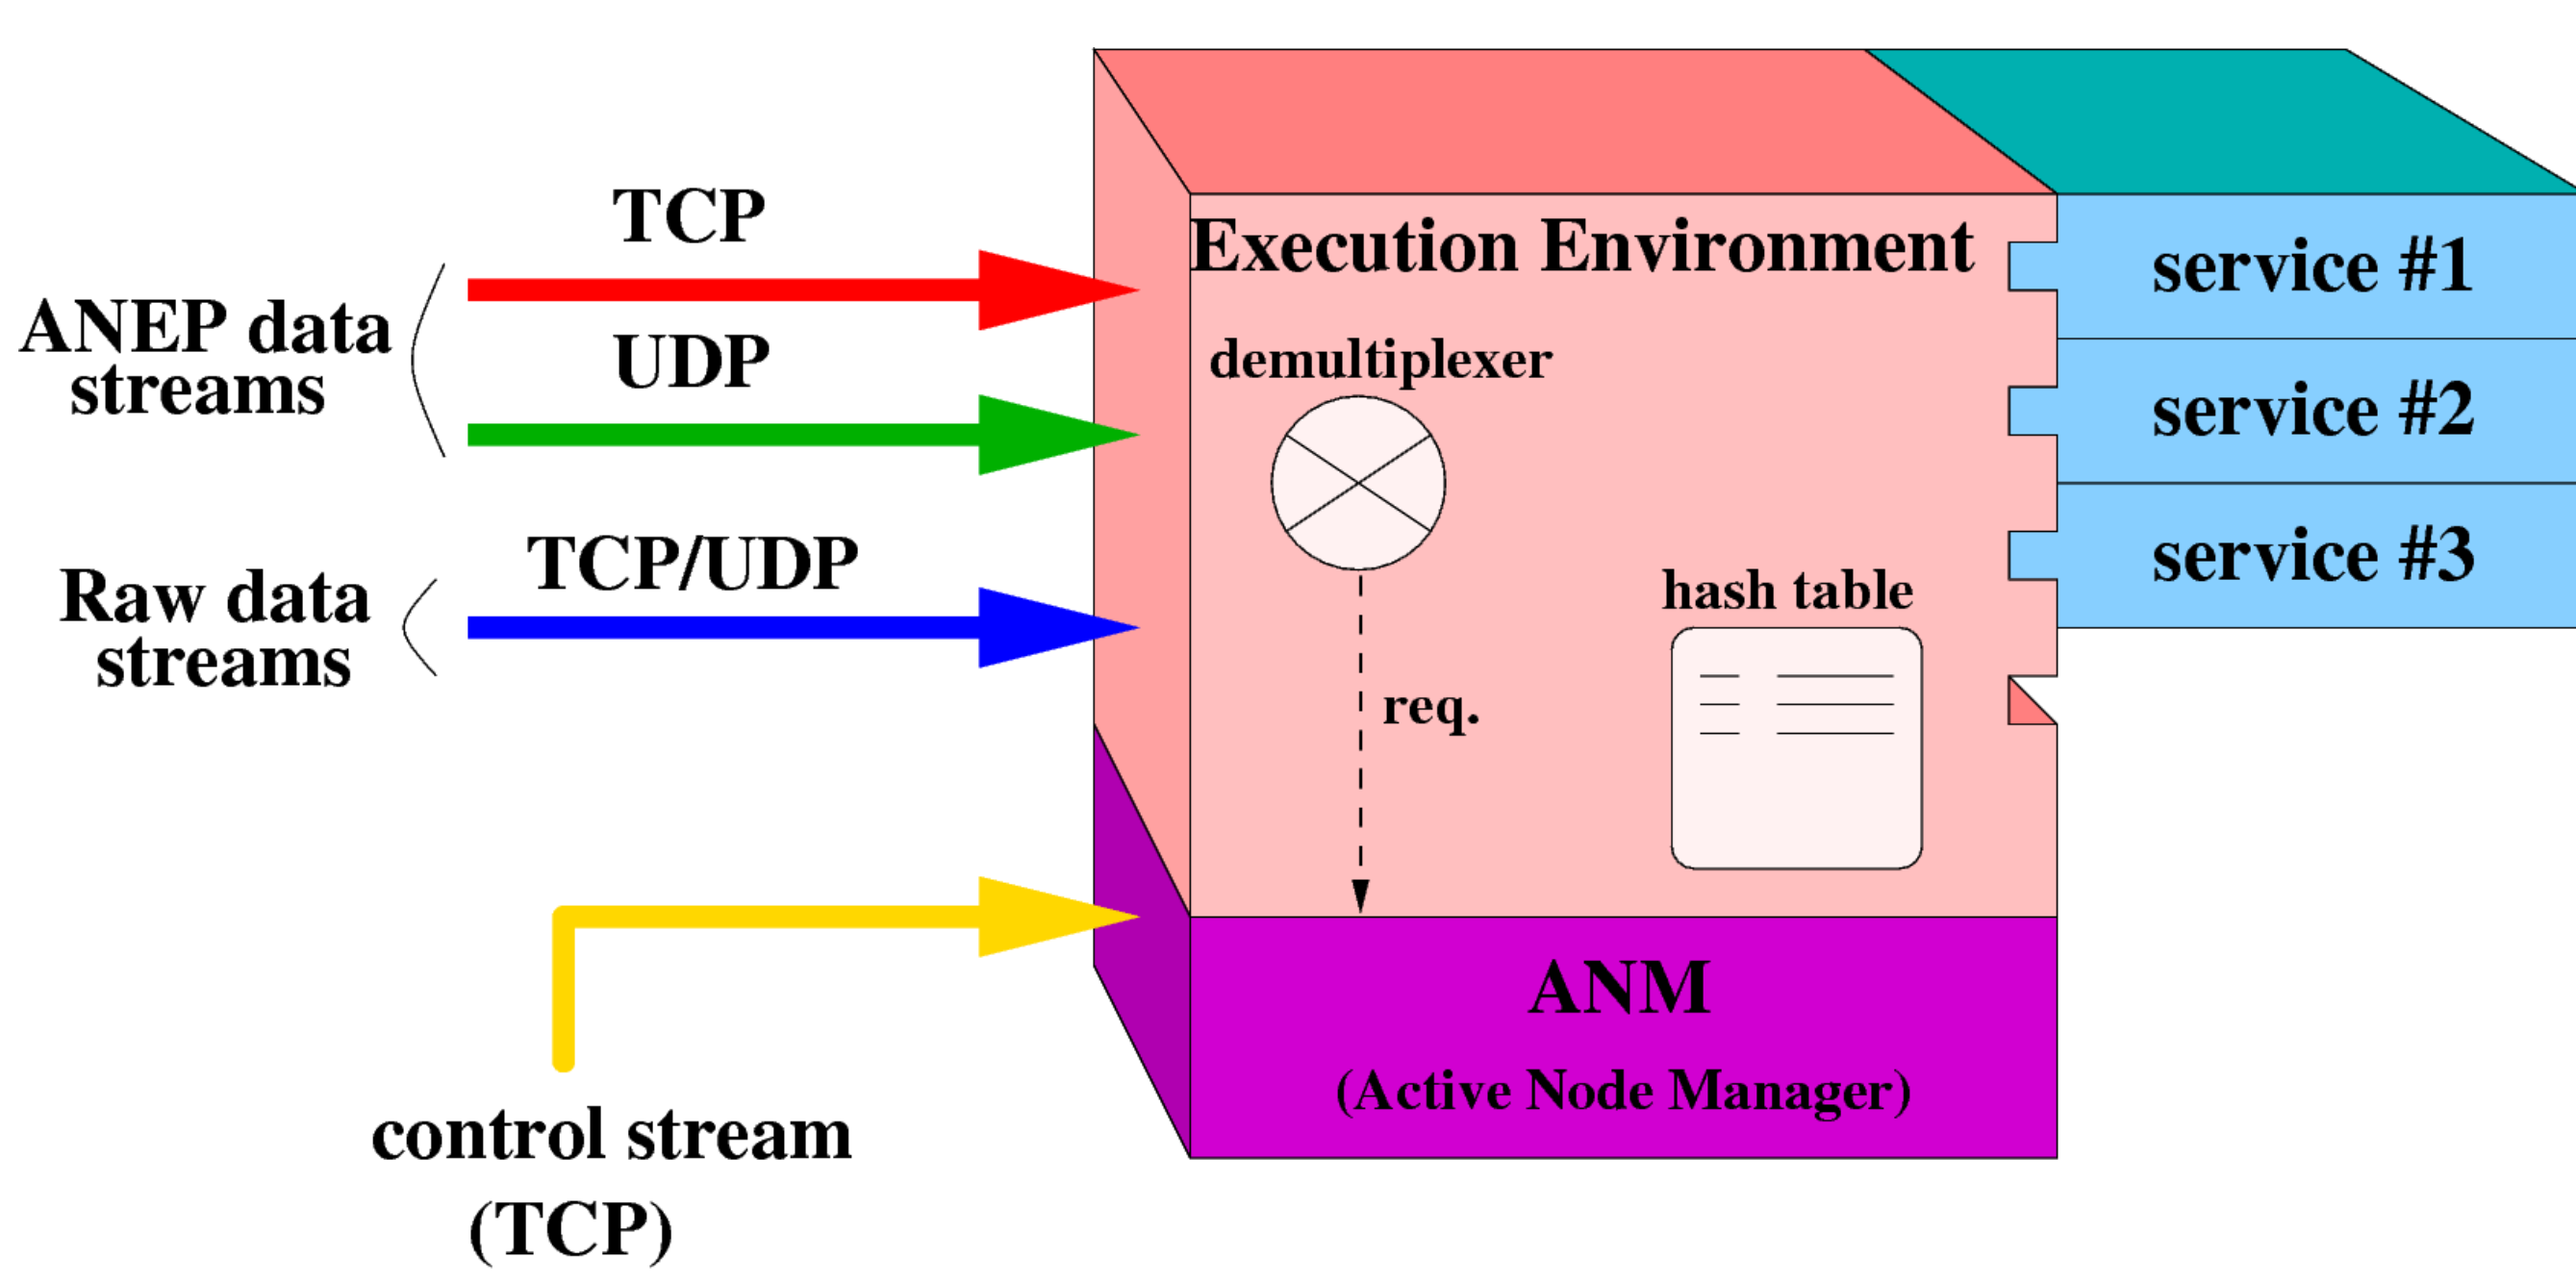 TCP
ANEP data
streams
UDP
Raw data
streams
TCP/UDP
control stream
(TCP)
Execution Environment
demultiplexer
req.
hash table
ANM
(Active Node Manager)
service #1
service #2
service #3